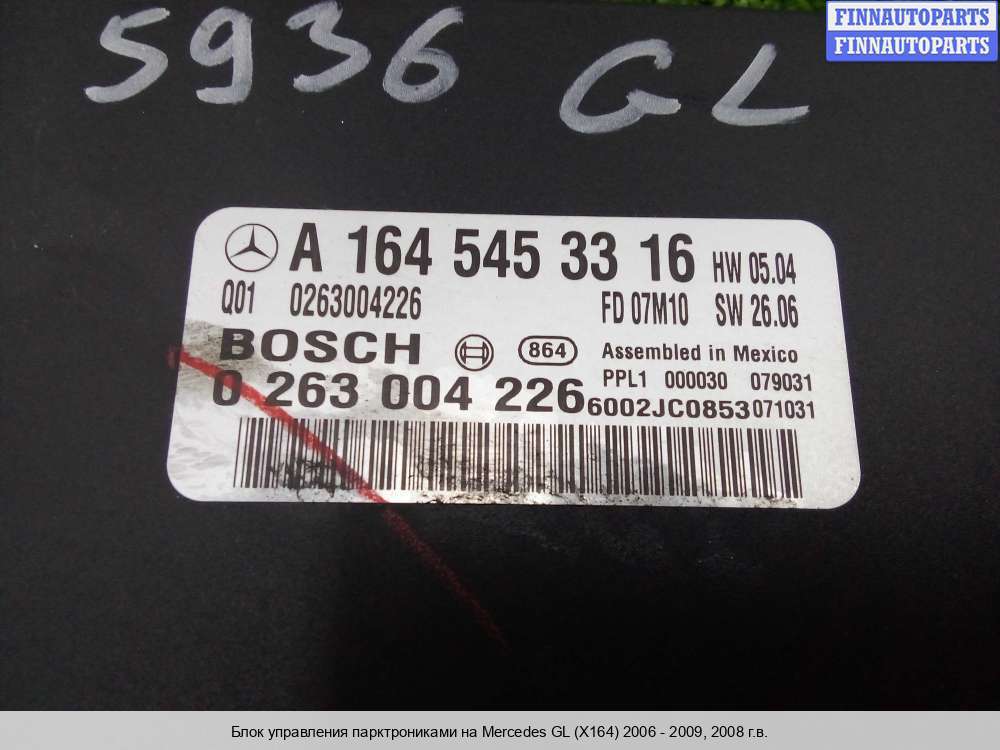 FINNAUTOPARTS
FINNAUTOPARTS
5936 GL
A 164 545 33 16 HW 05.04
Q01 0263004226 FD 07M10 SW 26.06
BOSCH 864 Assembled in Mexico
PPL1 000030 079031
0 263 004 226 6002JC0853 071031
Блок управления парктрониками на Mercedes GL (X164) 2006 - 2009, 2008 г.в.